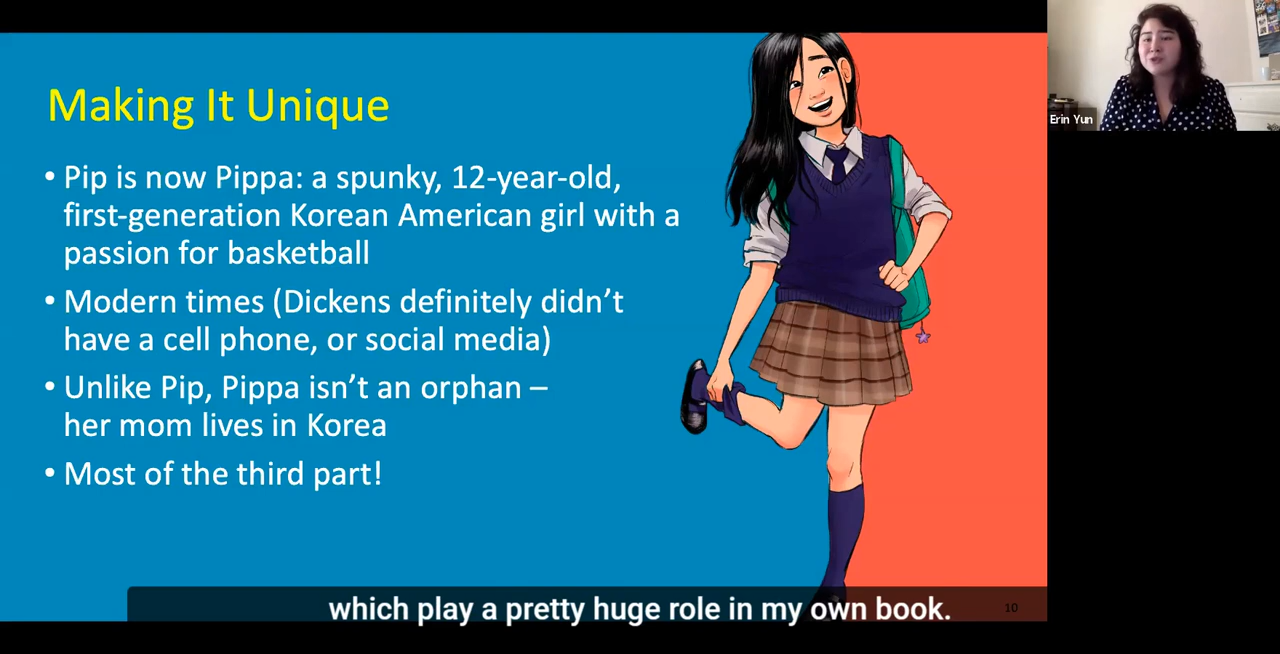 Making It Unique
• Pip is now Pippa: a spunky, 12-year-old,
first-generation Korean American girl with a
passion for basketball
• Modern times (Dickens definitely didn't
have a cell phone, or social media)
• Unlike Pip, Pippa isn't an orphan –
her mom lives in Korea
• Most of the third part!
which play a pretty huge role in my own book.
10
Erin Yun